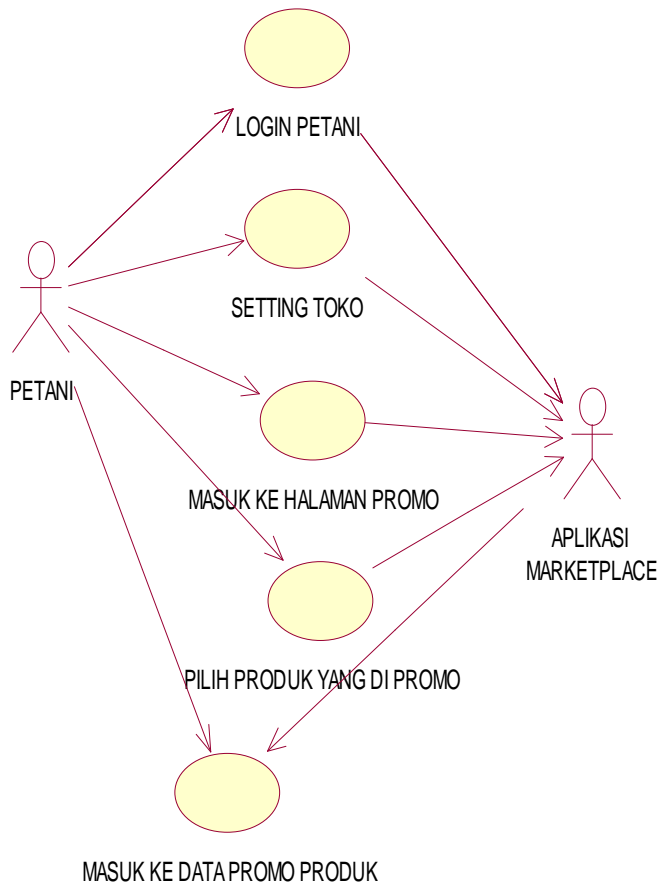 LOGIN PETANI
SETTING TOKO
PETANI
MASUK KE HALAMAN PROMO
APLIKASI
MARKETPLACE
PILIH PRODUK YANG DI PROMO
MASUK KE DATA PROMO PRODUK